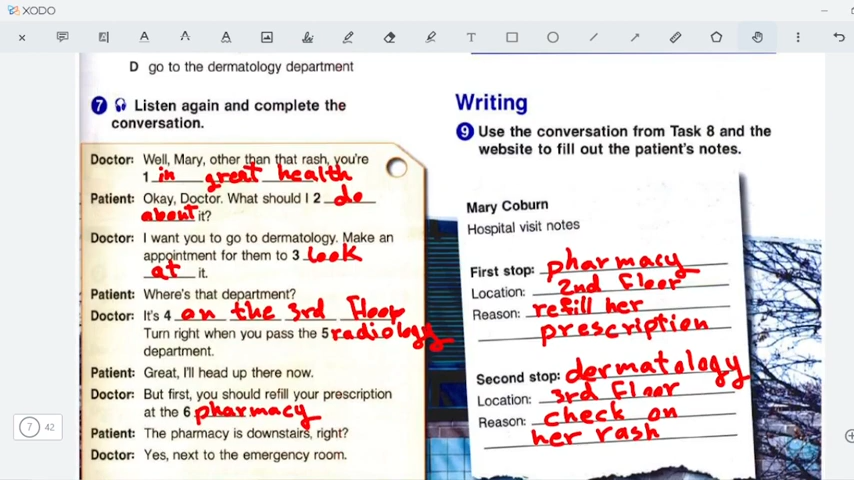 XODO
D go to the dermatology department
7 Listen again and complete the
conversation.
Doctor: Well, Mary, other than that rash, you're
1 in great health
Patient: Okay, Doctor. What should I 2 do
about it?
Doctor: I want you to go to dermatology. Make an
appointment for them to 3 look
at it.
Patient: Where's that department?
Doctor: It's 4 on the 3rd Floor
Turn right when you pass the 5 radiology
department.
Patient: Great, I'll head up there now.
Doctor: But first, you should refill your prescription
at the 6 pharmacy
Patient: The pharmacy is downstairs, right?
Doctor: Yes, next to the emergency room.
7 42
Writing
9 Use the conversation from Task 8 and the
website to fill out the patient's notes.
Mary Coburn
Hospital visit notes
First stop: pharmacy
Location: 2nd Floor
Reason: refill her
prescription
Second stop: dermatology
Location: 3rd Floor
Reason: check on
her rash